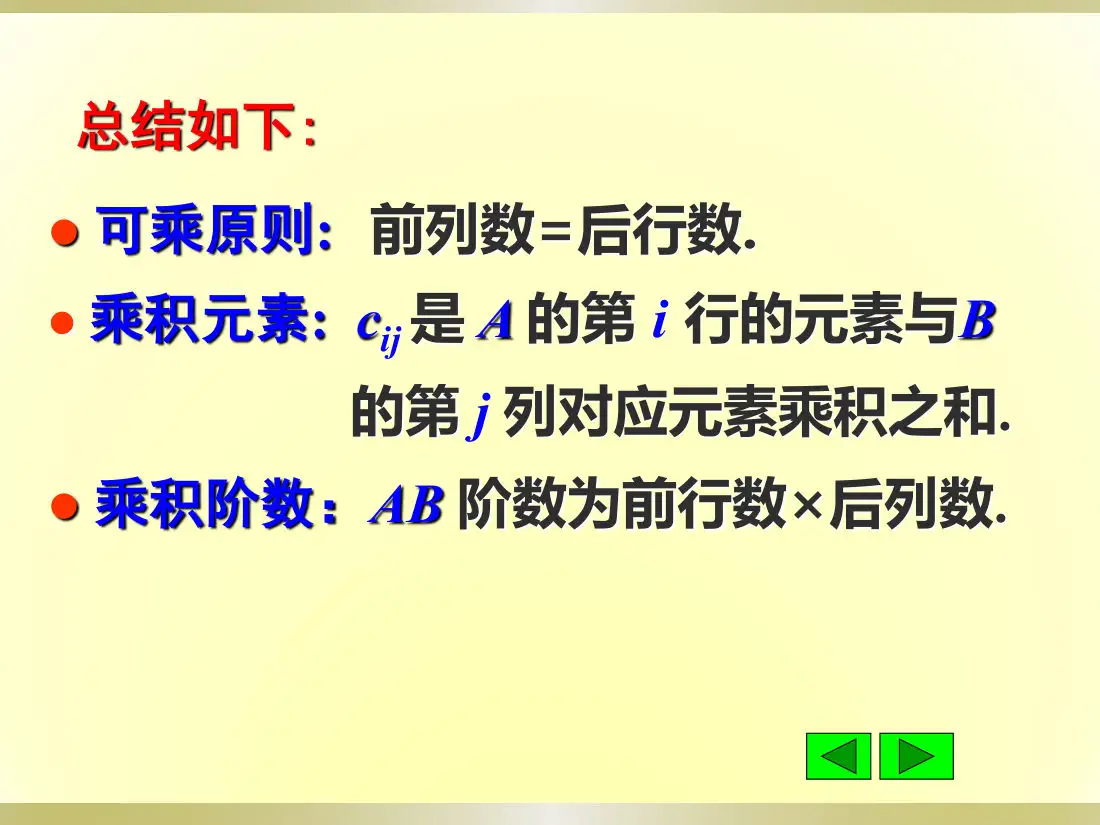 总结如下:
● 可乘原则: 前列数=后行数.
● 乘积元素: cij 是 A 的第 i 行的元素与B
的第 j 列对应元素乘积之和.
● 乘积阶数：AB 阶数为前行数×后列数.